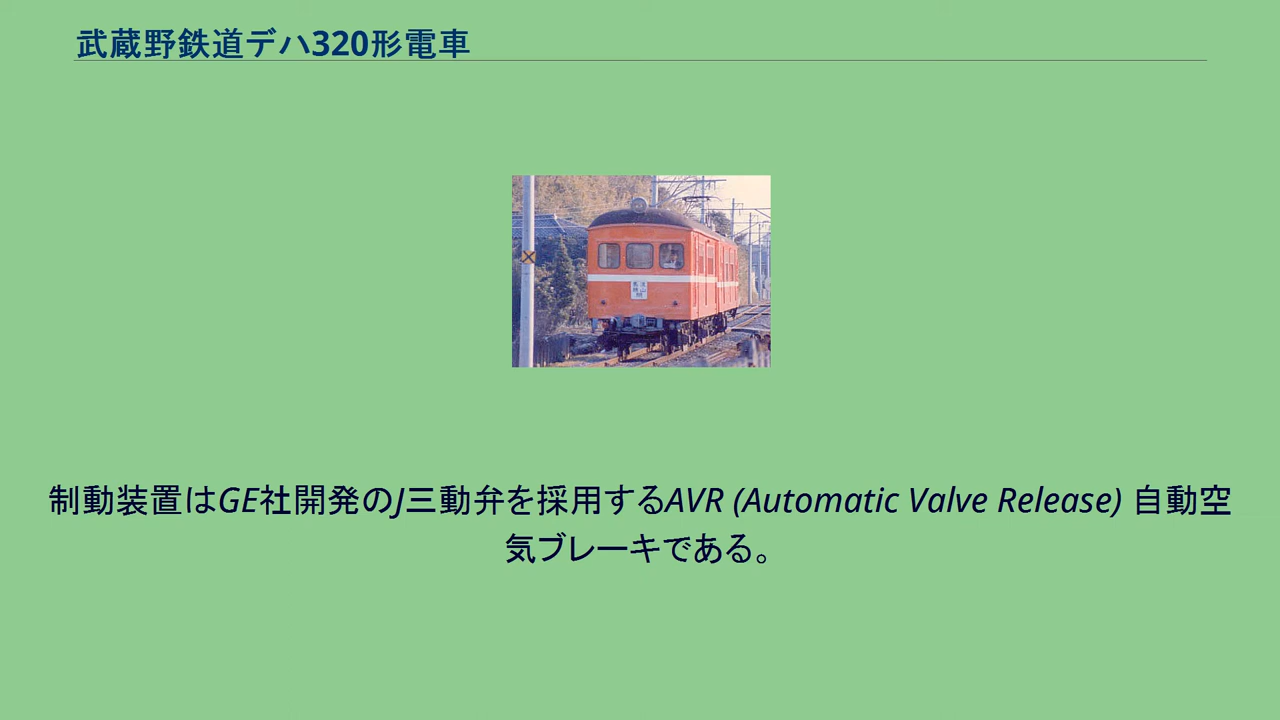 武蔵野鉄道デハ320形電車
制動装置はGE社開発のJ三動弁を採用するAVR (Automatic Valve Release) 自動空
気ブレーキである。